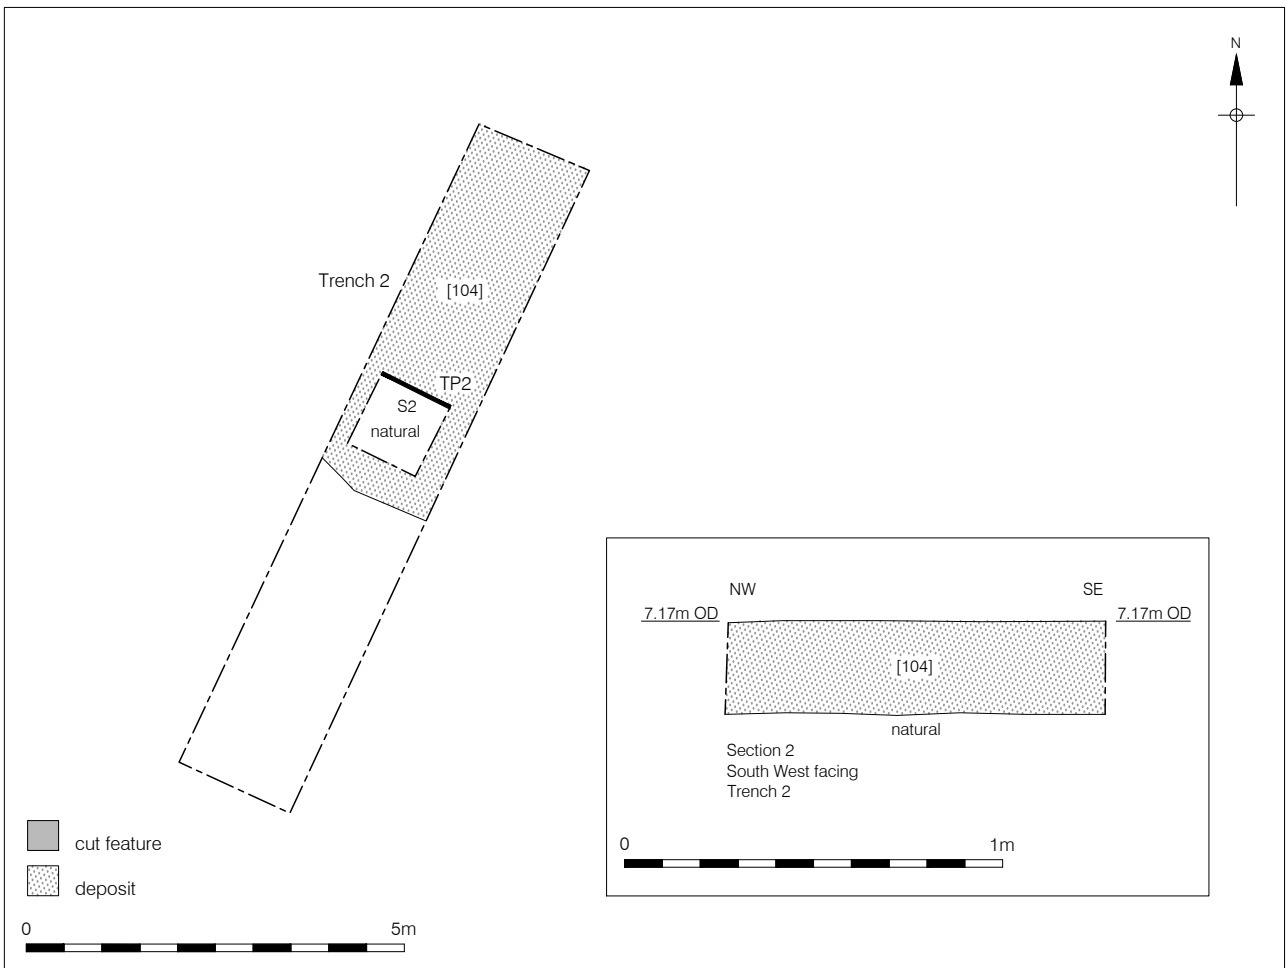 N
Trench 2
[104]
TP2
S2
natural
NW
SE
7.17m OD
7.17m OD
[104]
natural
Section 2
South West facing
Trench 2
0
1m
cut feature
deposit
0
5m